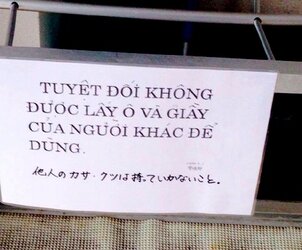 TUYỆT ĐỐI KHÔNG
ĐƯỢC LẤY Ô VÀ GIẦY
CỦA NGƯỜI KHÁC ĐỂ
DÙNG.
他人のカサ・クツは持っていかないこと。